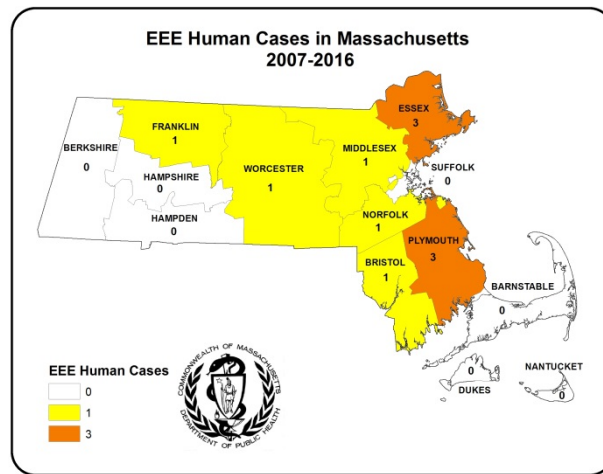 EEE Human Cases in Massachusetts
2007-2016
ESSEX
3
FRANKLIN
1
BERKSHIRE
0
MIDDLESEX
1
WORCESTER
1
HAMPSHIRE
0
SUFFOLK
0
HAMPDEN
0
NORFOLK
1
PLYMOUTH
3
BRISTOL
1
BARNSTABLE
0
0
DUKES
NANTUCKET
0
EEE Human Cases
0
1
3
COMMONWEALTH OF MASSACHUSETTS
DEPARTMENT OF PUBLIC HEALTH